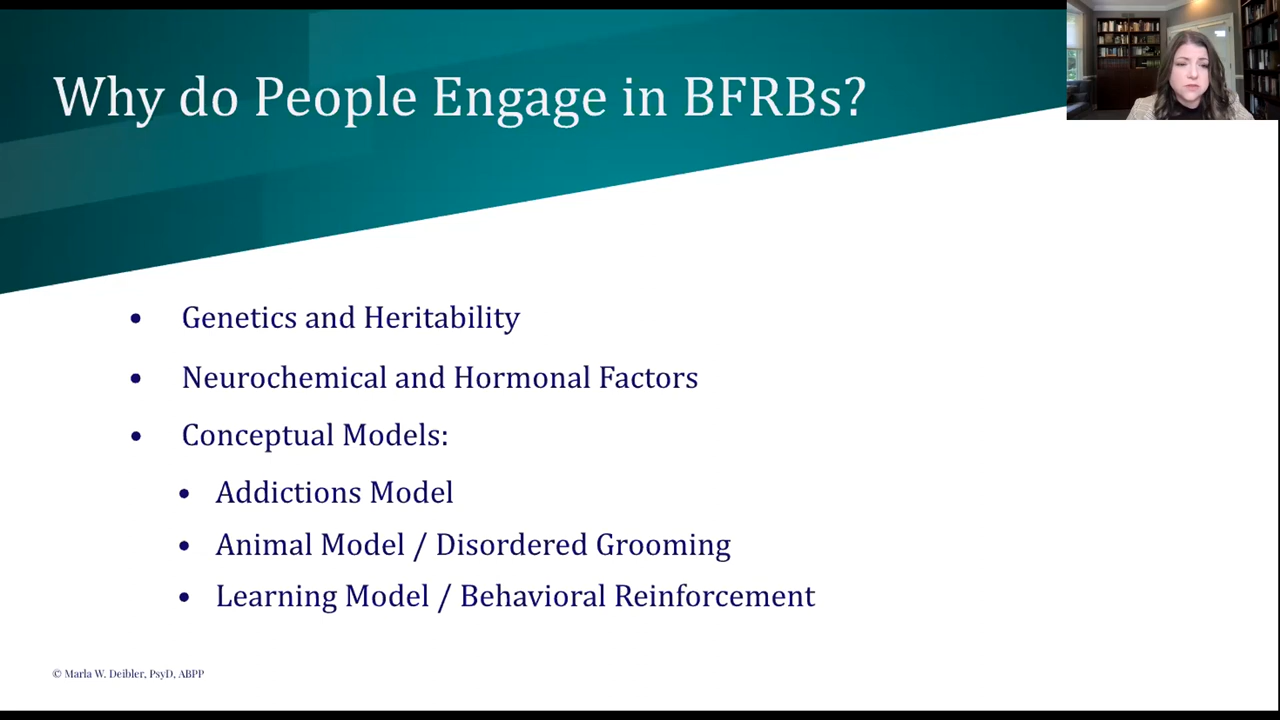 Why do People Engage in BFRBs?
• Genetics and Heritability
• Neurochemical and Hormonal Factors
• Conceptual Models:
• Addictions Model
• Animal Model / Disordered Grooming
• Learning Model / Behavioral Reinforcement
© Marla W. Deibler, PsyD, ABPP